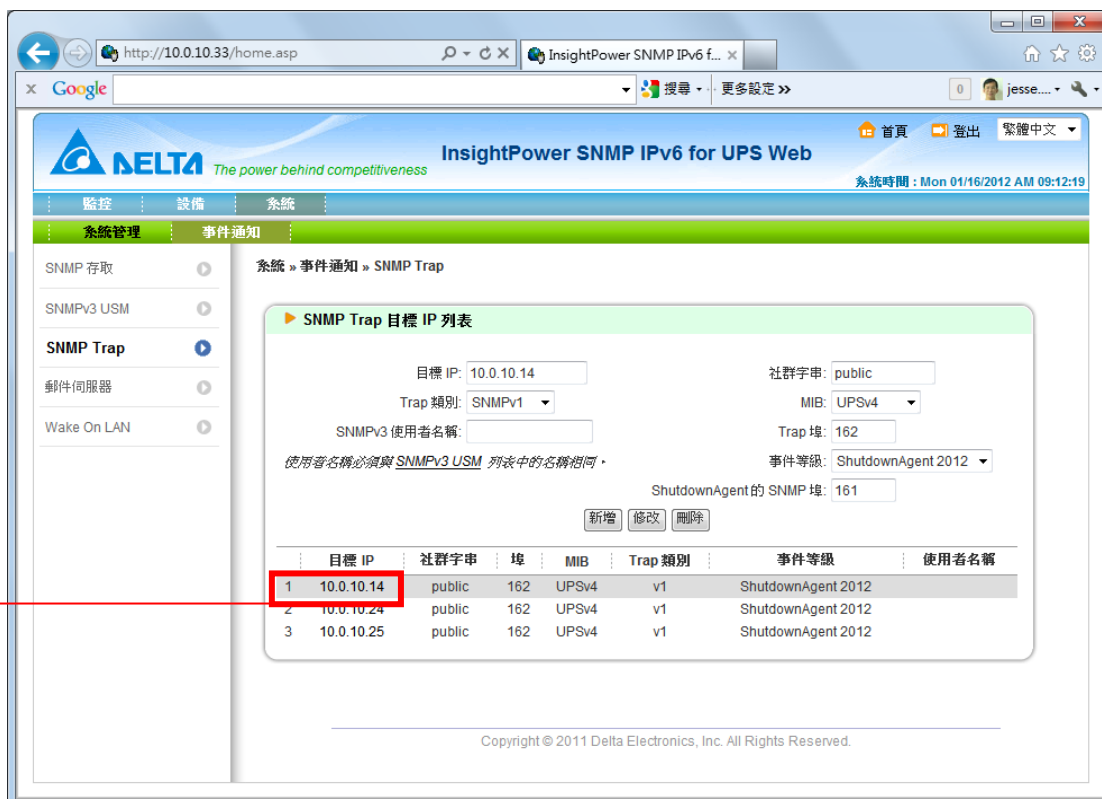 http://10.0.10.33/home.asp
InsightPower SNMP IPv6 f...
Google
搜尋
更多設定 »
0
jesse....
首頁
登出
繁體中文
DELTA
The power behind competitiveness
InsightPower SNMP IPv6 for UPS Web
系統時間 : Mon 01/16/2012 AM 09:12:19
監控
設備
系統
系統管理
事件通知
SNMP 存取
SNMPv3 USM
SNMP Trap
郵件伺服器
Wake On LAN
系統 » 事件通知 » SNMP Trap
SNMP Trap 目標 IP 列表
目標 IP: 10.0.10.14
社群字串: public
Trap 類別: SNMPv1
MIB: UPSv4
SNMPv3 使用者名稱:
Trap 埠: 162
使用者名稱必須與 SNMPv3 USM 列表中的名稱相同。
事件等級: ShutdownAgent 2012
ShutdownAgent 的 SNMP 埠: 161
新增 修改 刪除
目標 IP 社群字串 埠 MIB Trap 類別 事件等級 使用者名稱
1 10.0.10.14 public 162 UPSv4 v1 ShutdownAgent 2012
2 10.0.10.24 public 162 UPSv4 v1 ShutdownAgent 2012
3 10.0.10.25 public 162 UPSv4 v1 ShutdownAgent 2012
Copyright © 2011 Delta Electronics, Inc. All Rights Reserved.